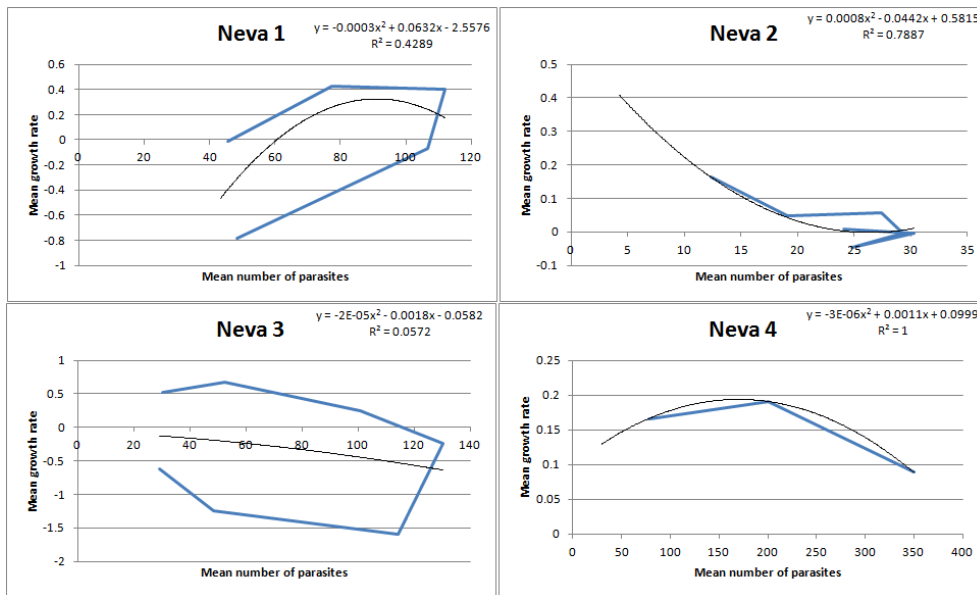 Neva 1
y = -0.0003x² + 0.0632x - 2.5576
R² = 0.4289
Mean growth rate
0.6
0.4
0.2
0
-0.2
-0.4
-0.6
-0.8
-1
0 20 40 60 80 100 120
Mean number of parasites
Neva 2
y = 0.0008x² - 0.0442x + 0.5815
R² = 0.7887
Mean growth rate
0.5
0.4
0.3
0.2
0.1
0
-0.1
0 5 10 15 20 25 30 35
Mean number of parasites
Neva 3
y = -2E-05x² - 0.0018x - 0.0582
R² = 0.0572
Mean growth rate
1
0.5
0
-0.5
-1
-1.5
-2
0 20 40 60 80 100 120 140
Mean number of parasites
Neva 4
y = -3E-06x² + 0.0011x + 0.0999
R² = 1
Mean growth rate
0.25
0.2
0.15
0.1
0.05
0
0 50 100 150 200 250 300 350 400
Mean number of parasites